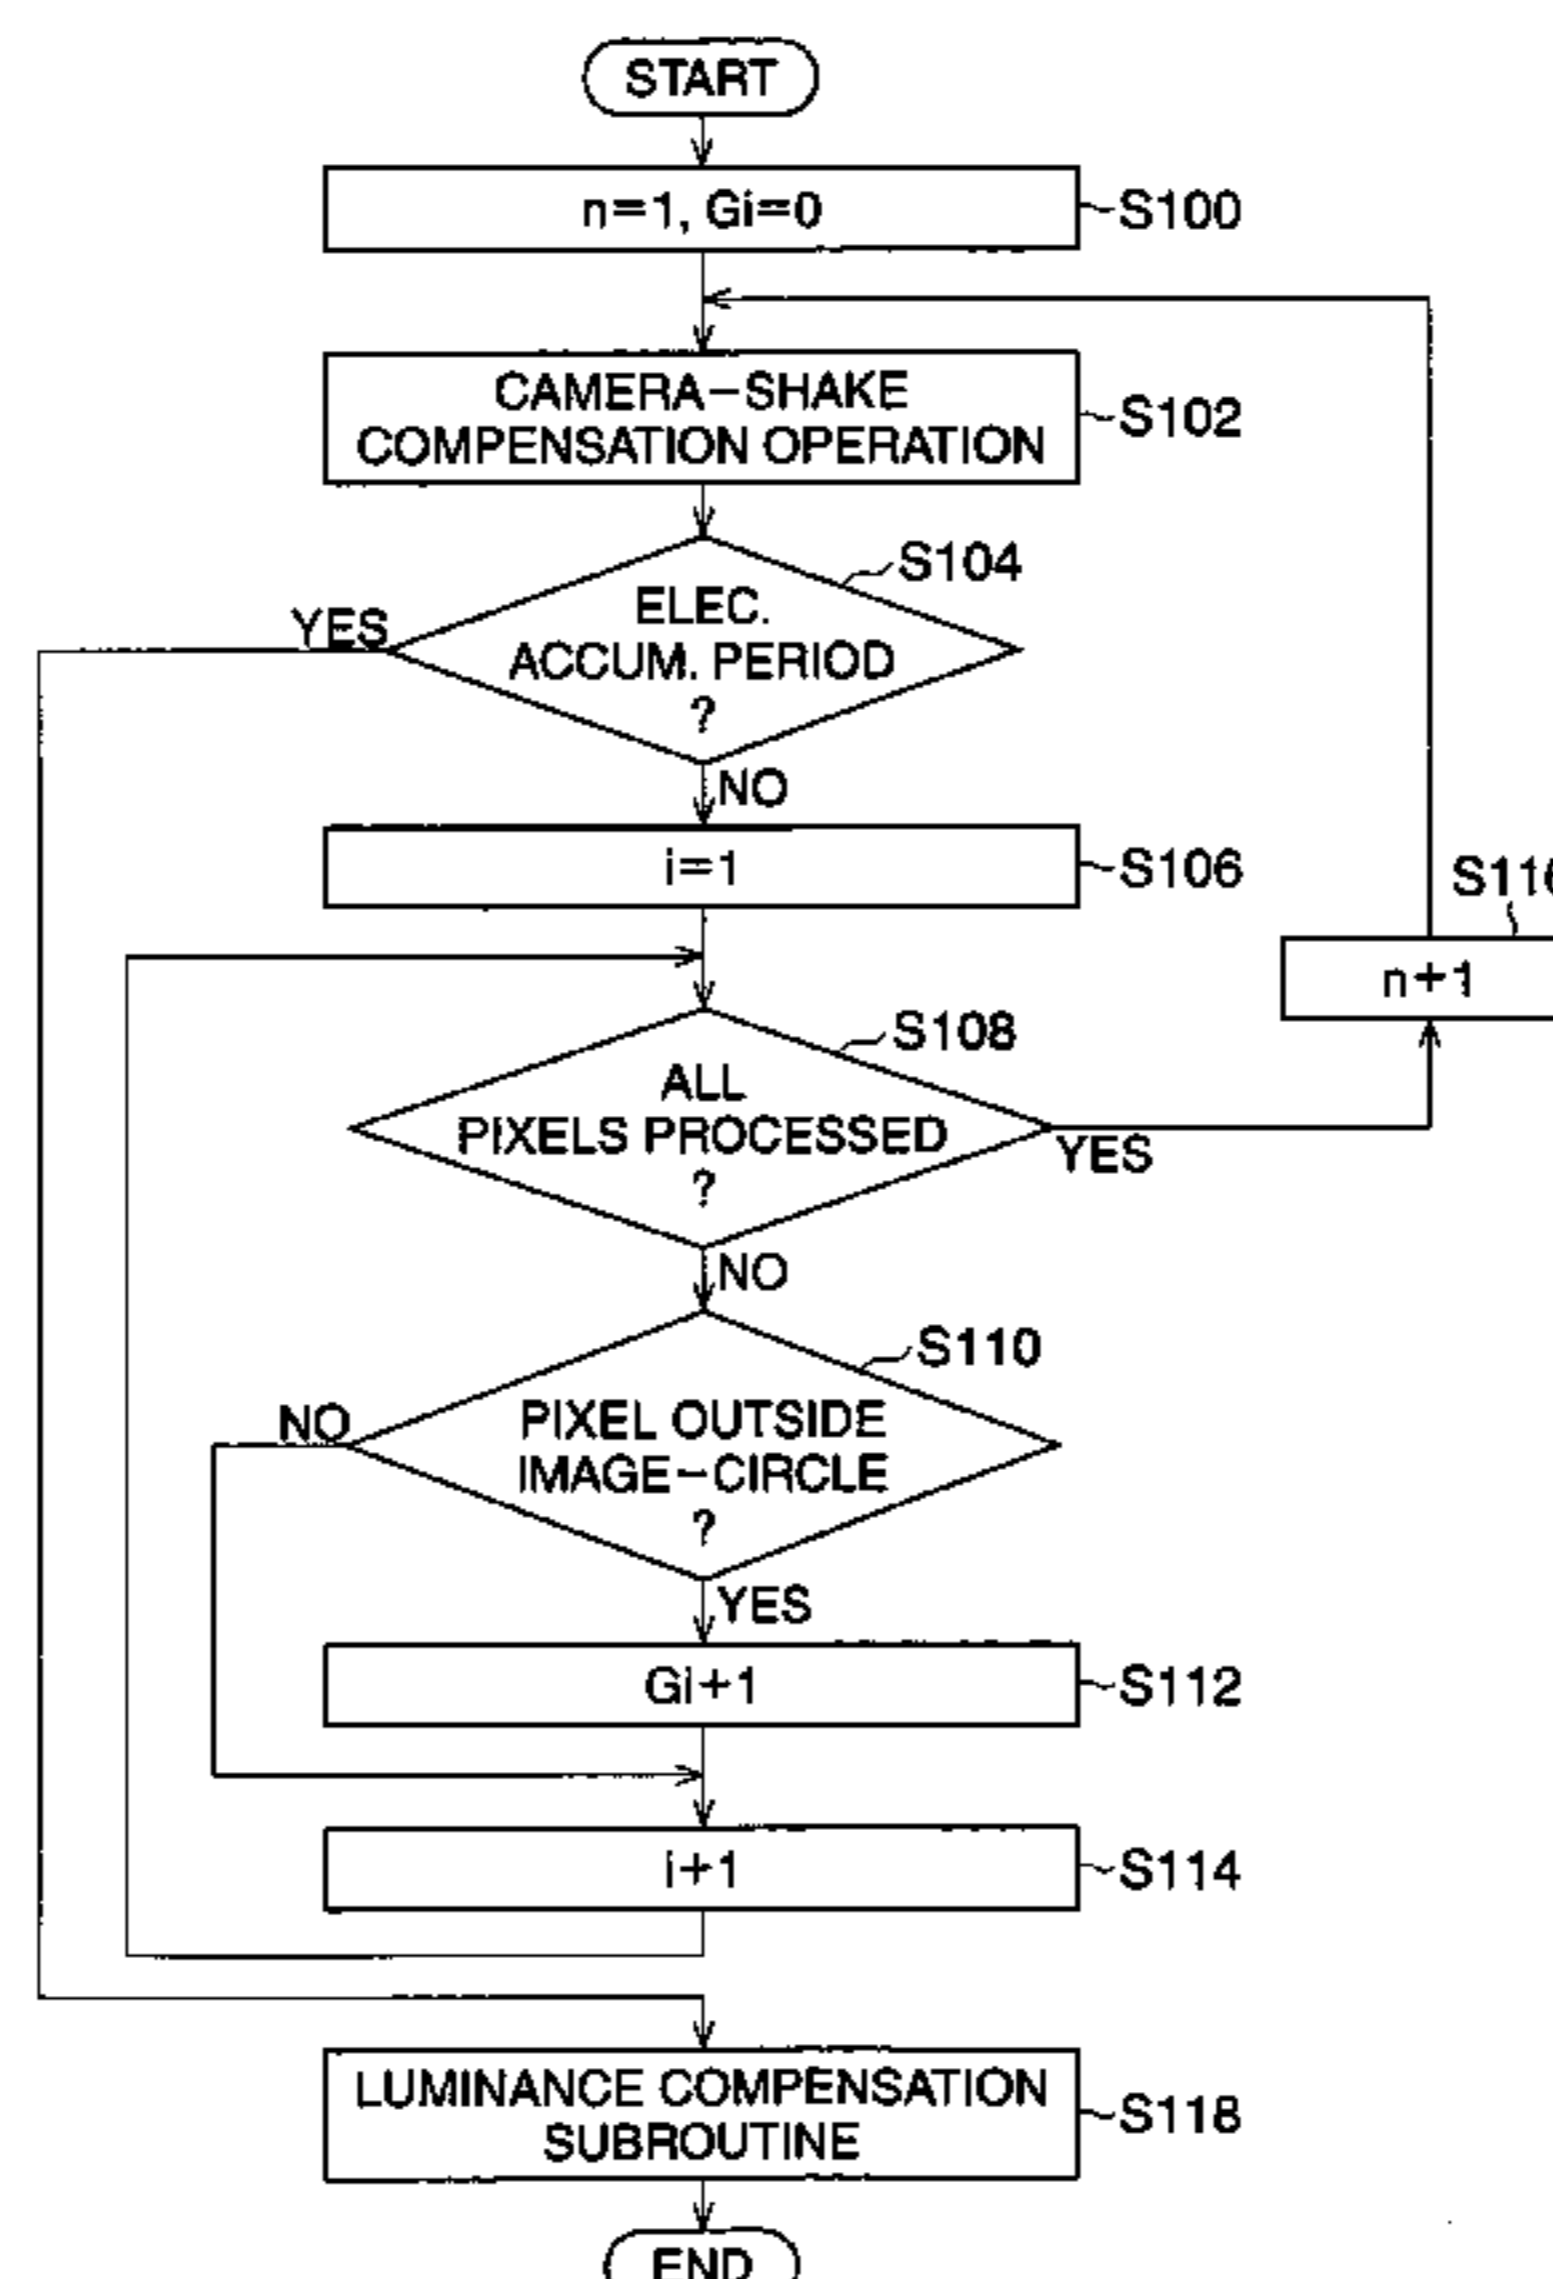 START
n=1, Gi=0
S100
CAMERA-SHAKE
COMPENSATION OPERATION
S102
S104
ELEC.
ACCUM. PERIOD
?
YES
NO
i=1
S106
n+1
S108
ALL
PIXELS PROCESSED
?
YES
NO
S110
PIXEL OUTSIDE
IMAGE-CIRCLE
?
NO
YES
Gi+1
S112
i+1
S114
LUMINANCE COMPENSATION
SUBROUTINE
S118
END